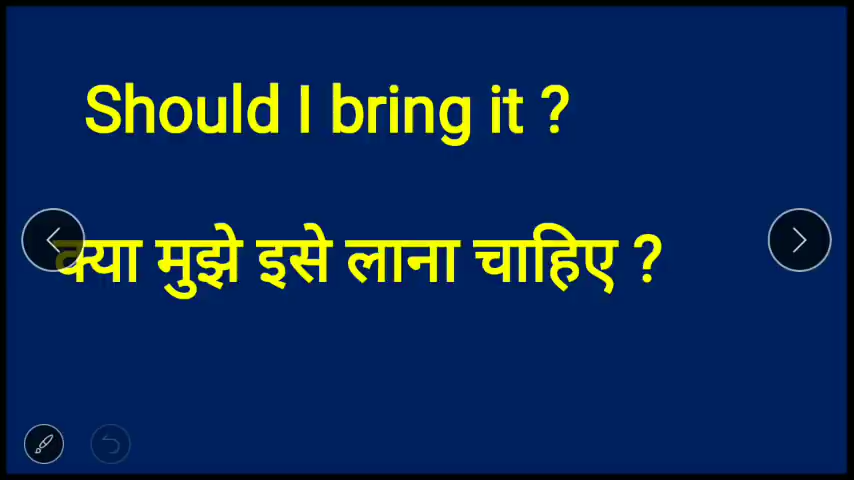 Should I bring it ?
क्या मुझे इसे लाना चाहिए ?